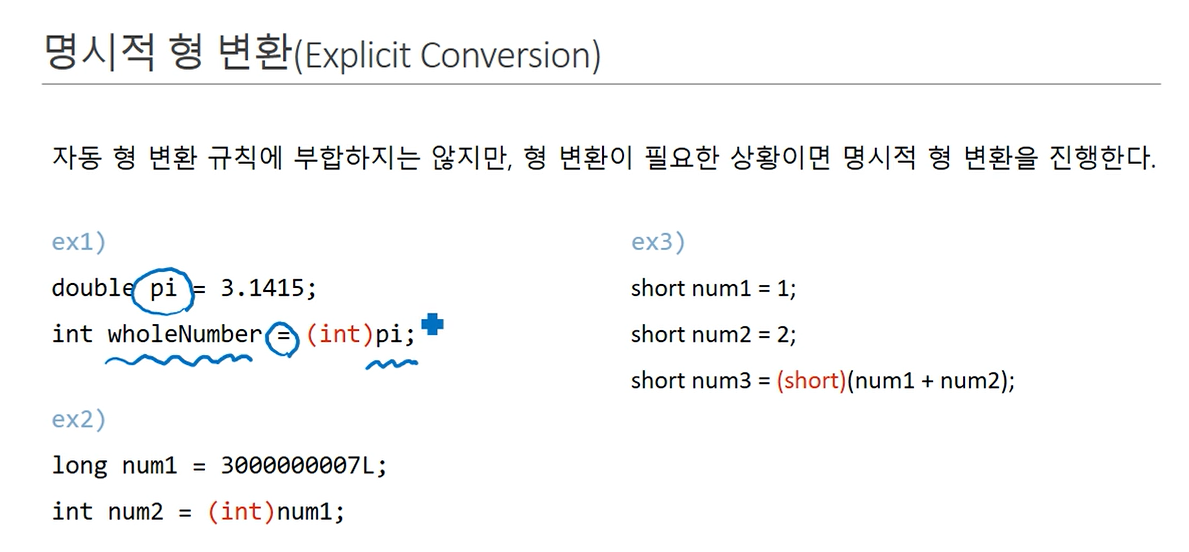 명시적 형 변환(Explicit Conversion)
자동 형 변환 규칙에 부합하지는 않지만, 형 변환이 필요한 상황이면 명시적 형 변환을 진행한다.
ex1)
double pi = 3.1415;
int wholeNumber = (int)pi;
ex2)
long num1 = 3000000007L;
int num2 = (int)num1;
ex3)
short num1 = 1;
short num2 = 2;
short num3 = (short)(num1 + num2);